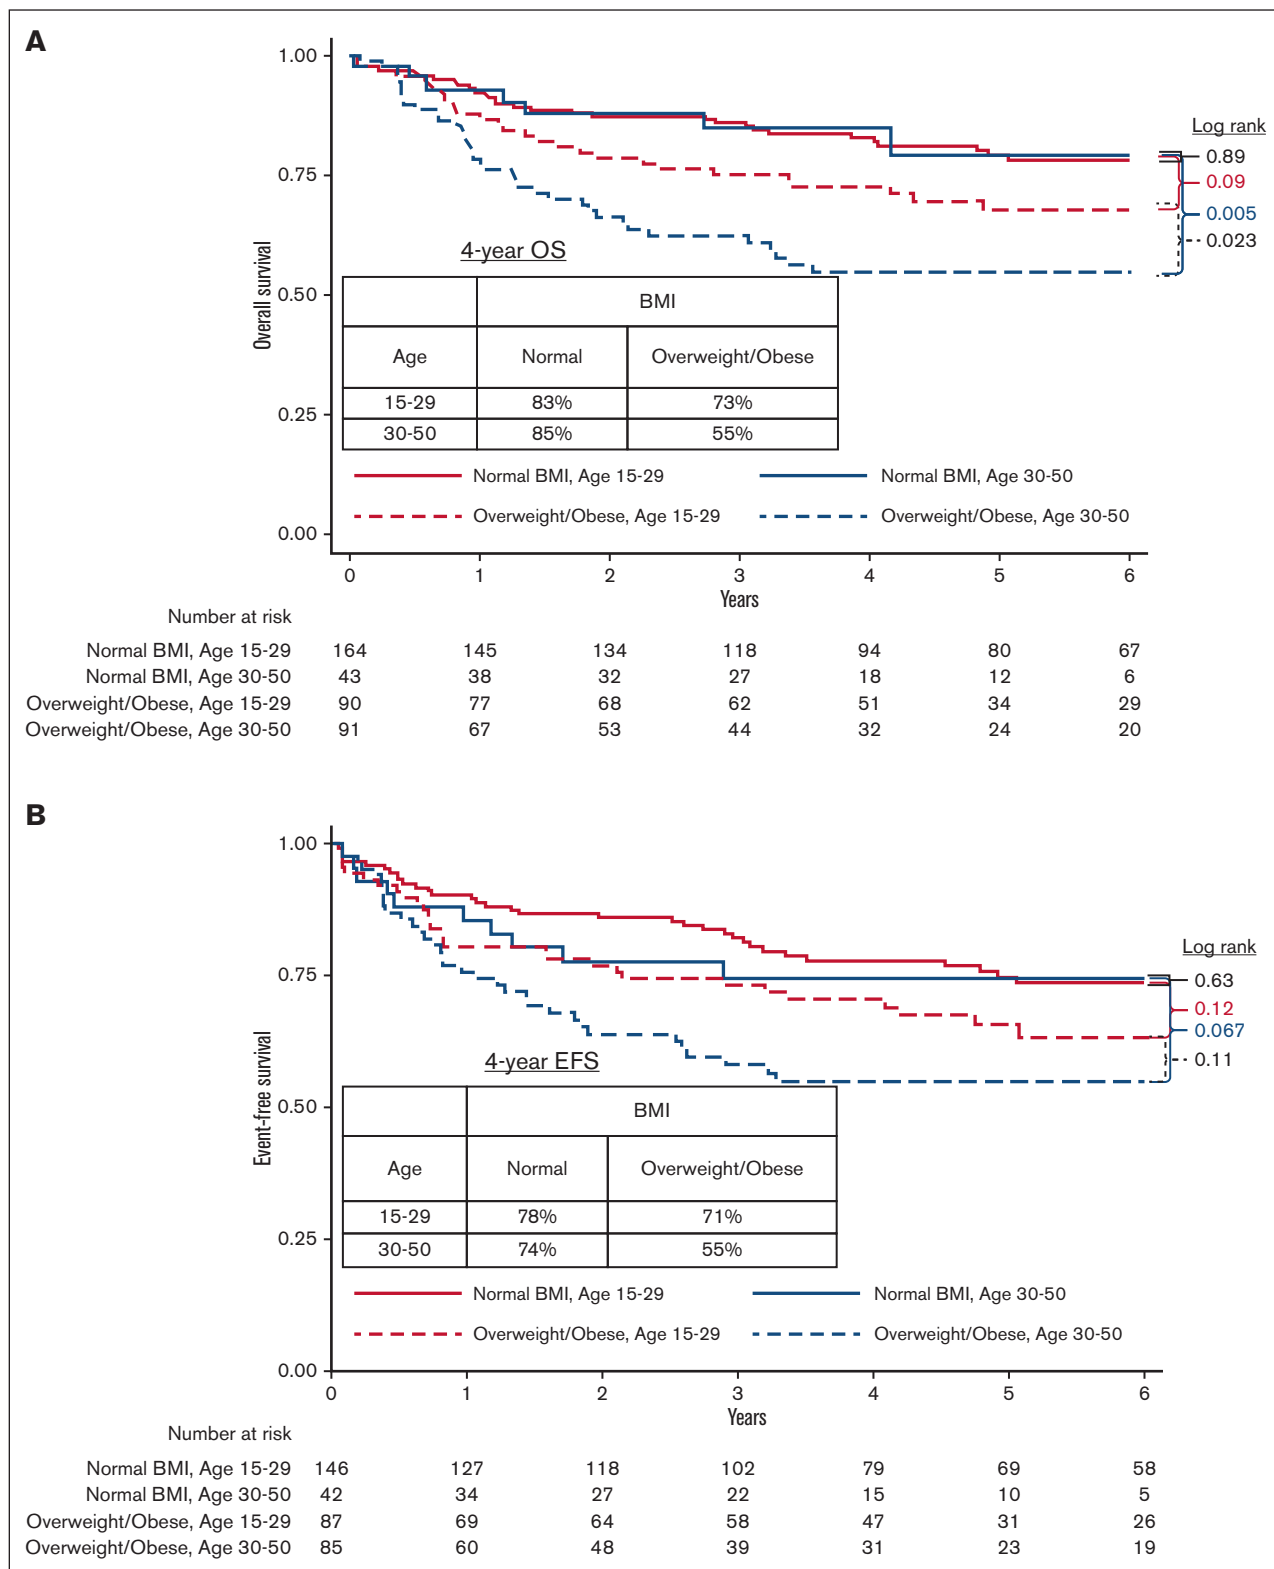 A
1.00
0.75
0.50
0.25
0.00
Overall survival
Log rank
0.89
0.09
0.005
0.023
4-year OS
BMI
Age Normal Overweight/Obese
15-29 83% 73%
30-50 85% 55%
Normal BMI, Age 15-29 Normal BMI, Age 30-50
Overweight/Obese, Age 15-29 Overweight/Obese, Age 30-50
0 1 2 3 4 5 6
Years
Number at risk
Normal BMI, Age 15-29 164 145 134 118 94 80 67
Normal BMI, Age 30-50 43 38 32 27 18 12 6
Overweight/Obese, Age 15-29 90 77 68 62 51 34 29
Overweight/Obese, Age 30-50 91 67 53 44 32 24 20
B
1.00
0.75
0.50
0.25
0.00
Event-free survival
Log rank
0.63
0.12
0.067
0.11
4-year EFS
BMI
Age Normal Overweight/Obese
15-29 78% 71%
30-50 74% 55%
Normal BMI, Age 15-29 Normal BMI, Age 30-50
Overweight/Obese, Age 15-29 Overweight/Obese, Age 30-50
0 1 2 3 4 5 6
Years
Number at risk
Normal BMI, Age 15-29 146 127 118 102 79 69 58
Normal BMI, Age 30-50 42 34 27 22 15 10 5
Overweight/Obese, Age 15-29 87 69 64 58 47 31 26
Overweight/Obese, Age 30-50 85 60 48 39 31 23 19